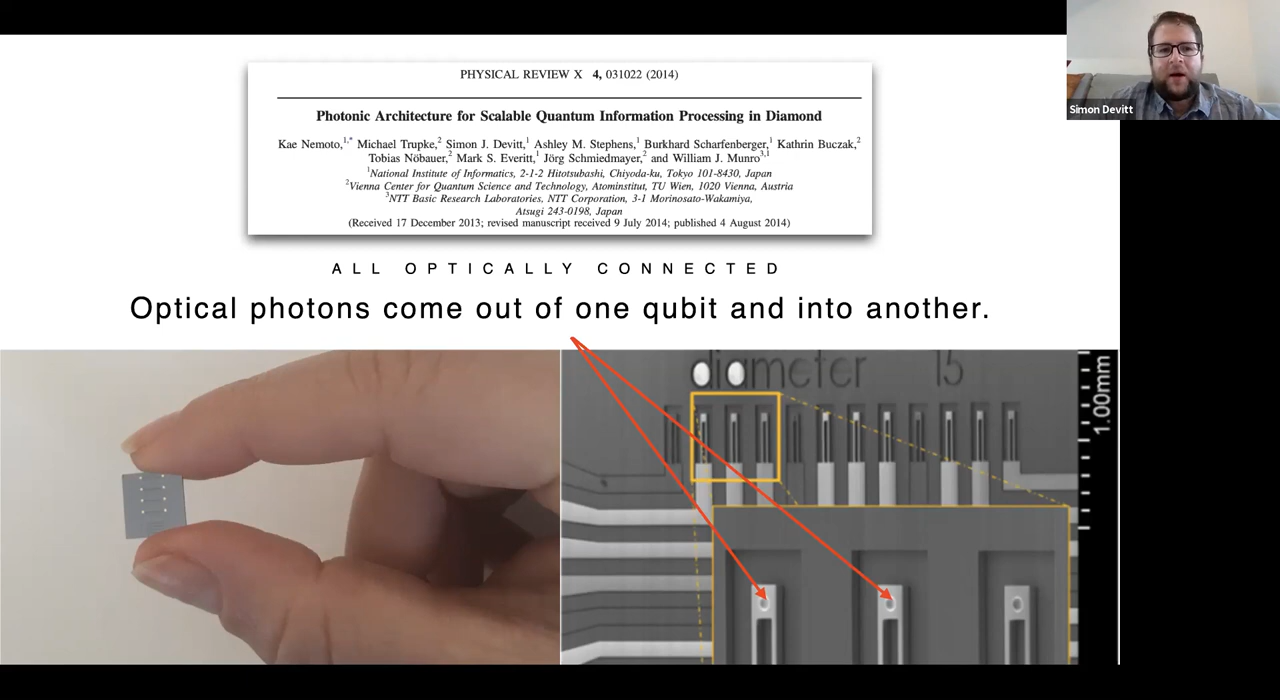 PHYSICAL REVIEW X 4, 031022 (2014)
Photonic Architecture for Scalable Quantum Information Processing in Diamond
Kae Nemoto,1,* Michael Trupke,2 Simon J. Devitt,1 Ashley M. Stephens,1 Burkhard Scharfenberger,1 Kathrin Buczak,2
Tobias Nöbauer,2 Mark S. Everitt,1 Jörg Schmiedmayer,2 and William J. Munro3,1
1National Institute of Informatics, 2-1-2 Hitotsubashi, Chiyoda-ku, Tokyo 101-8430, Japan
2Vienna Center for Quantum Science and Technology, Atominstitut, TU Wien, 1020 Vienna, Austria
3NTT Basic Research Laboratories, NTT Corporation, 3-1 Morinosato-Wakamiya,
Atsugi 243-0198, Japan
(Received 17 December 2013; revised manuscript received 9 July 2014; published 4 August 2014)
ALL OPTICALLY CONNECTED
Optical photons come out of one qubit and into another.
diameter 15
1.00mm
Simon Devitt